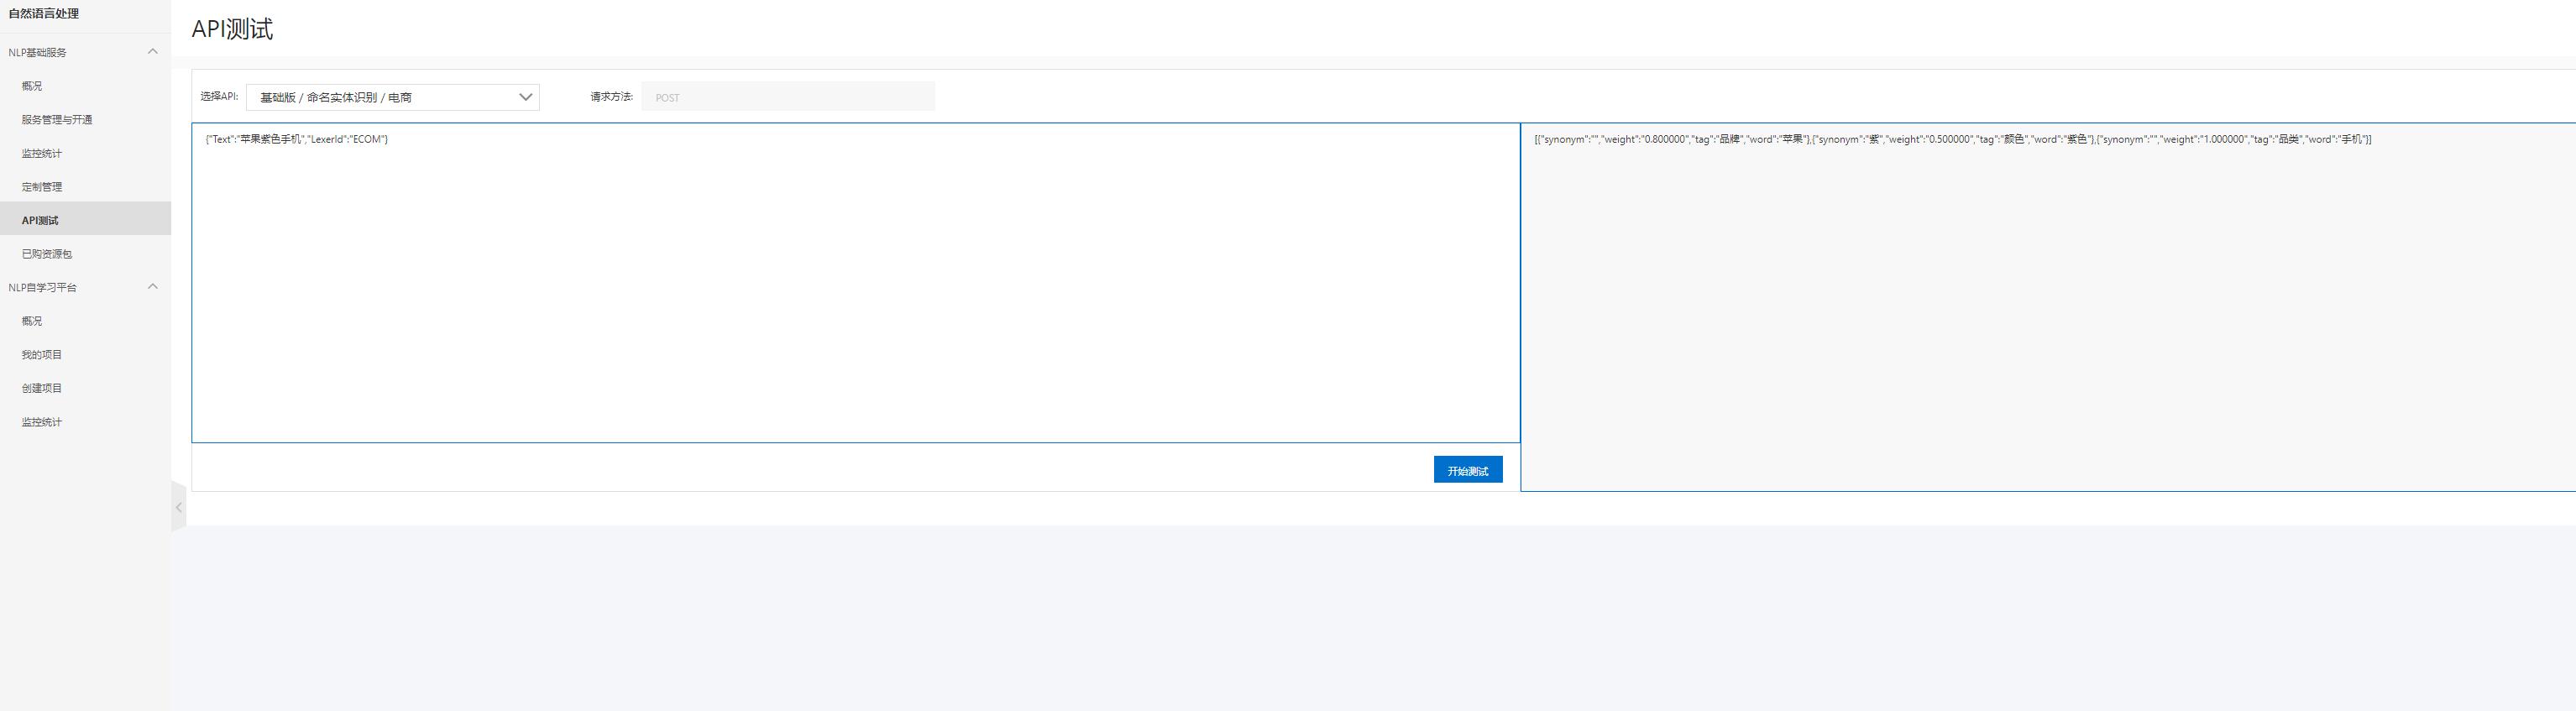 自然语言处理
NLP基础服务
概况
服务管理与开通
监控统计
定制管理
API测试
已购资源包
NLP自学习平台
概况
我的项目
创建项目
监控统计
API测试
选择API: 基础版 / 命名实体识别 / 电商 请求方法: POST
{"Text":"苹果紫色手机","LexerId":"ECOM"}
[{"synonym":"","weight":"0.800000","tag":"品牌","word":"苹果"},{"synonym":"紫","weight":"0.500000","tag":"颜色","word":"紫色"},{"synonym":"","weight":"1.000000","tag":"品类","word":"手机"}]
开始测试